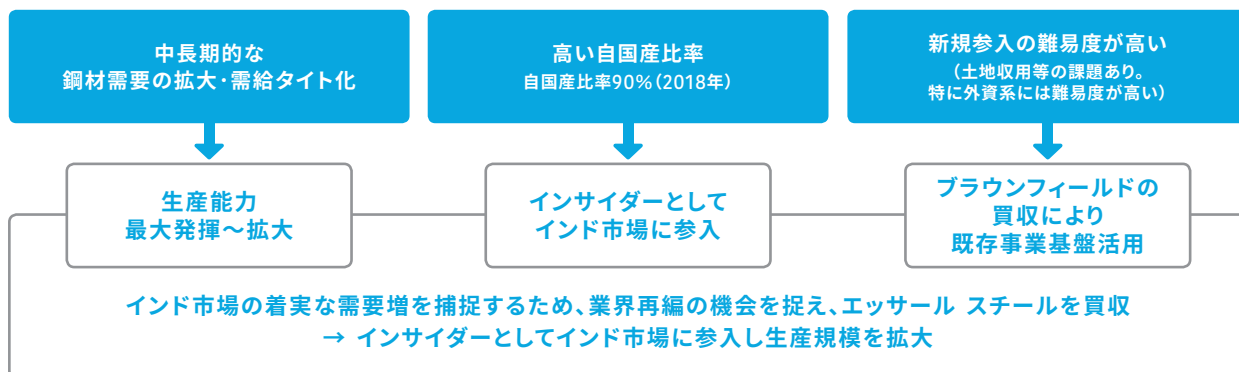 中長期的な
鋼材需要の拡大・需給タイト化
高い自国産比率
自国産比率90%（2018年）
新規参入の難易度が高い
（土地収用等の課題あり。
特に外資系には難易度が高い）
生産能力
最大発揮～拡大
インサイダーとして
インド市場に参入
ブラウンフィールドの
買収により
既存事業基盤活用
インド市場の着実な需要増を捕捉するため、業界再編の機会を捉え、エッサール スチールを買収
→ インサイダーとしてインド市場に参入し生産規模を拡大